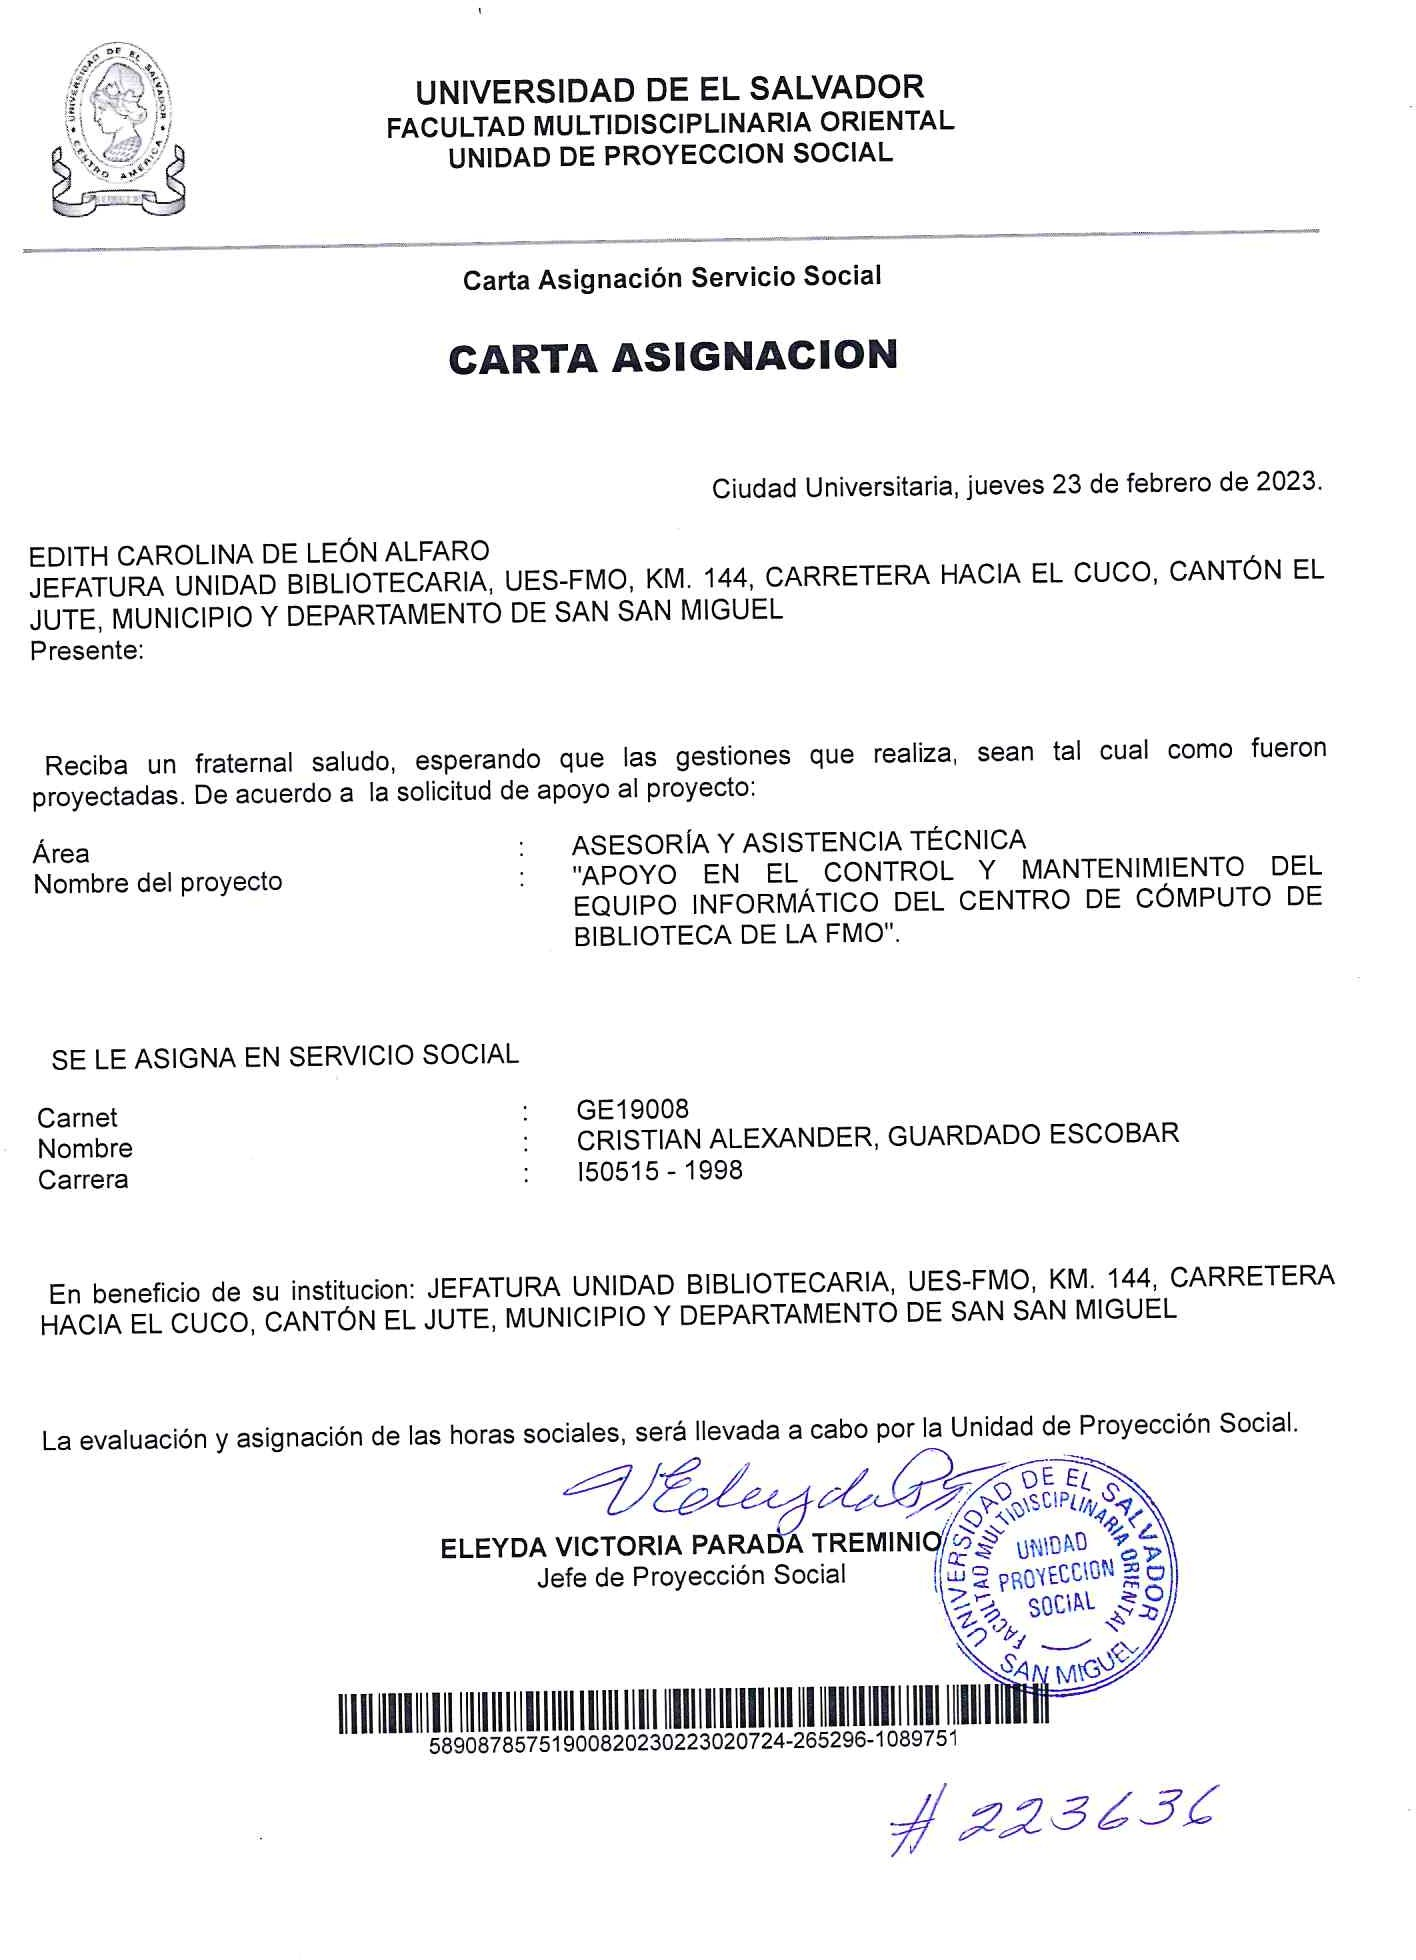 UNIVERSIDAD DE EL SALVADOR
CENTRO AMERICA
UNIVERSIDAD DE EL SALVADOR
FACULTAD MULTIDISCIPLINARIA ORIENTAL
UNIDAD DE PROYECCION SOCIAL
Carta Asignación Servicio Social
CARTA ASIGNACION
Ciudad Universitaria, jueves 23 de febrero de 2023.
EDITH CAROLINA DE LEÓN ALFARO
JEFATURA UNIDAD BIBLIOTECARIA, UES-FMO, KM. 144, CARRETERA HACIA EL CUCO, CANTÓN EL
JUTE, MUNICIPIO Y DEPARTAMENTO DE SAN SAN MIGUEL
Presente:
Reciba un fraternal saludo, esperando que las gestiones que realiza, sean tal cual como fueron
proyectadas. De acuerdo a la solicitud de apoyo al proyecto:
Área : ASESORÍA Y ASISTENCIA TÉCNICA
Nombre del proyecto : "APOYO EN EL CONTROL Y MANTENIMIENTO DEL
EQUIPO INFORMÁTICO DEL CENTRO DE CÓMPUTO DE
BIBLIOTECA DE LA FMO".
SE LE ASIGNA EN SERVICIO SOCIAL
Carnet : GE19008
Nombre : CRISTIAN ALEXANDER, GUARDADO ESCOBAR
Carrera : I50515 - 1998
En beneficio de su institucion: JEFATURA UNIDAD BIBLIOTECARIA, UES-FMO, KM. 144, CARRETERA
HACIA EL CUCO, CANTÓN EL JUTE, MUNICIPIO Y DEPARTAMENTO DE SAN SAN MIGUEL
La evaluación y asignación de las horas sociales, será llevada a cabo por la Unidad de Proyección Social.
ELEYDA VICTORIA PARADA TREMINIO
Jefe de Proyección Social
UNIVERSIDAD DE EL SALVADOR
FACULTAD MULTIDISCIPLINARIA ORIENTAL
UNIDAD
PROYECCION
SOCIAL
SAN MIGUEL
58908785751900820230223020724-265296-1089751
# 223636